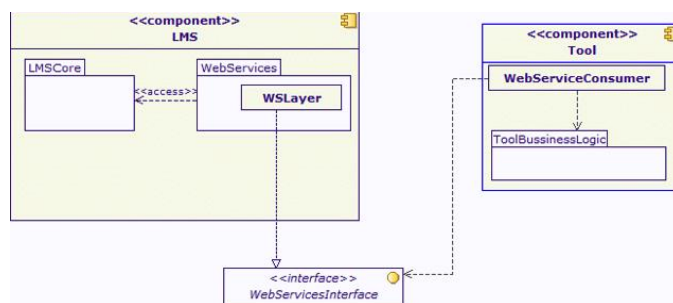 <<component>>
LMS
LMSCore
WebServices
<<access>>
WSLayer
<<component>>
Tool
WebServiceConsumer
ToolBussinessLogic
<<interface>>
WebServicesInterface